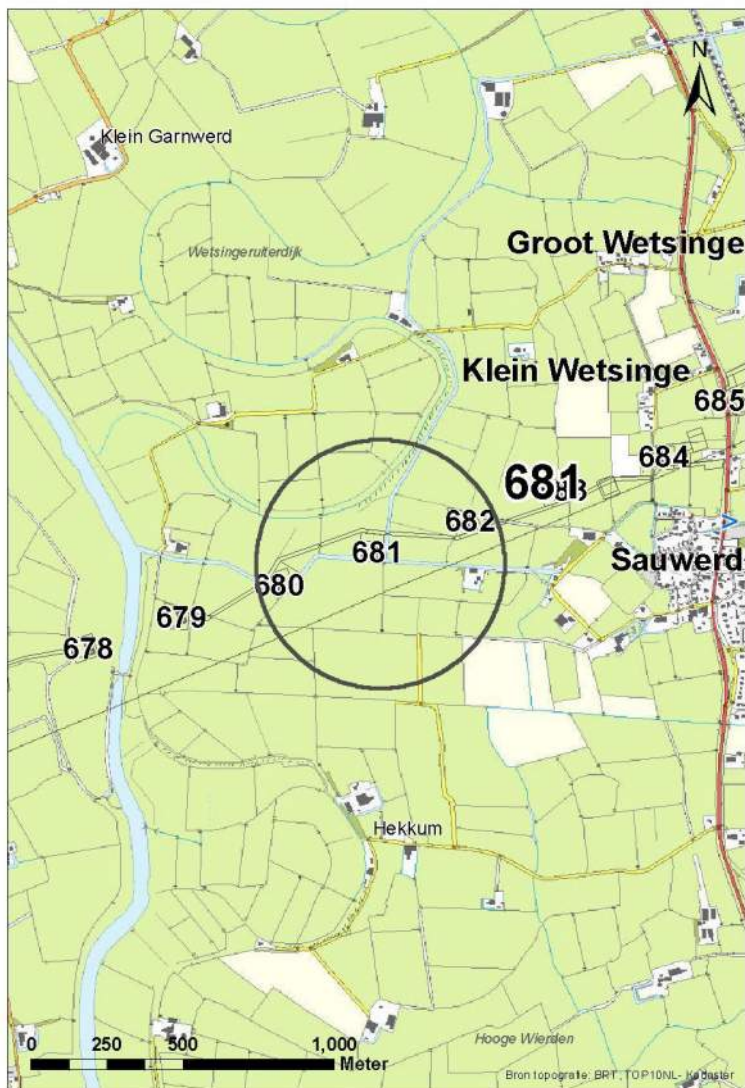 N
Klein Garnwerd
Wetsingeruiterdijk
Groot Wetsinge
Klein Wetsinge
685
684
681
682
681
Sauwerd
680
679
678
Hekkum
Hooge Wierden
0 250 500 1,000
Meter
Bron topografie: BRT, TOP10NL- Kadaster